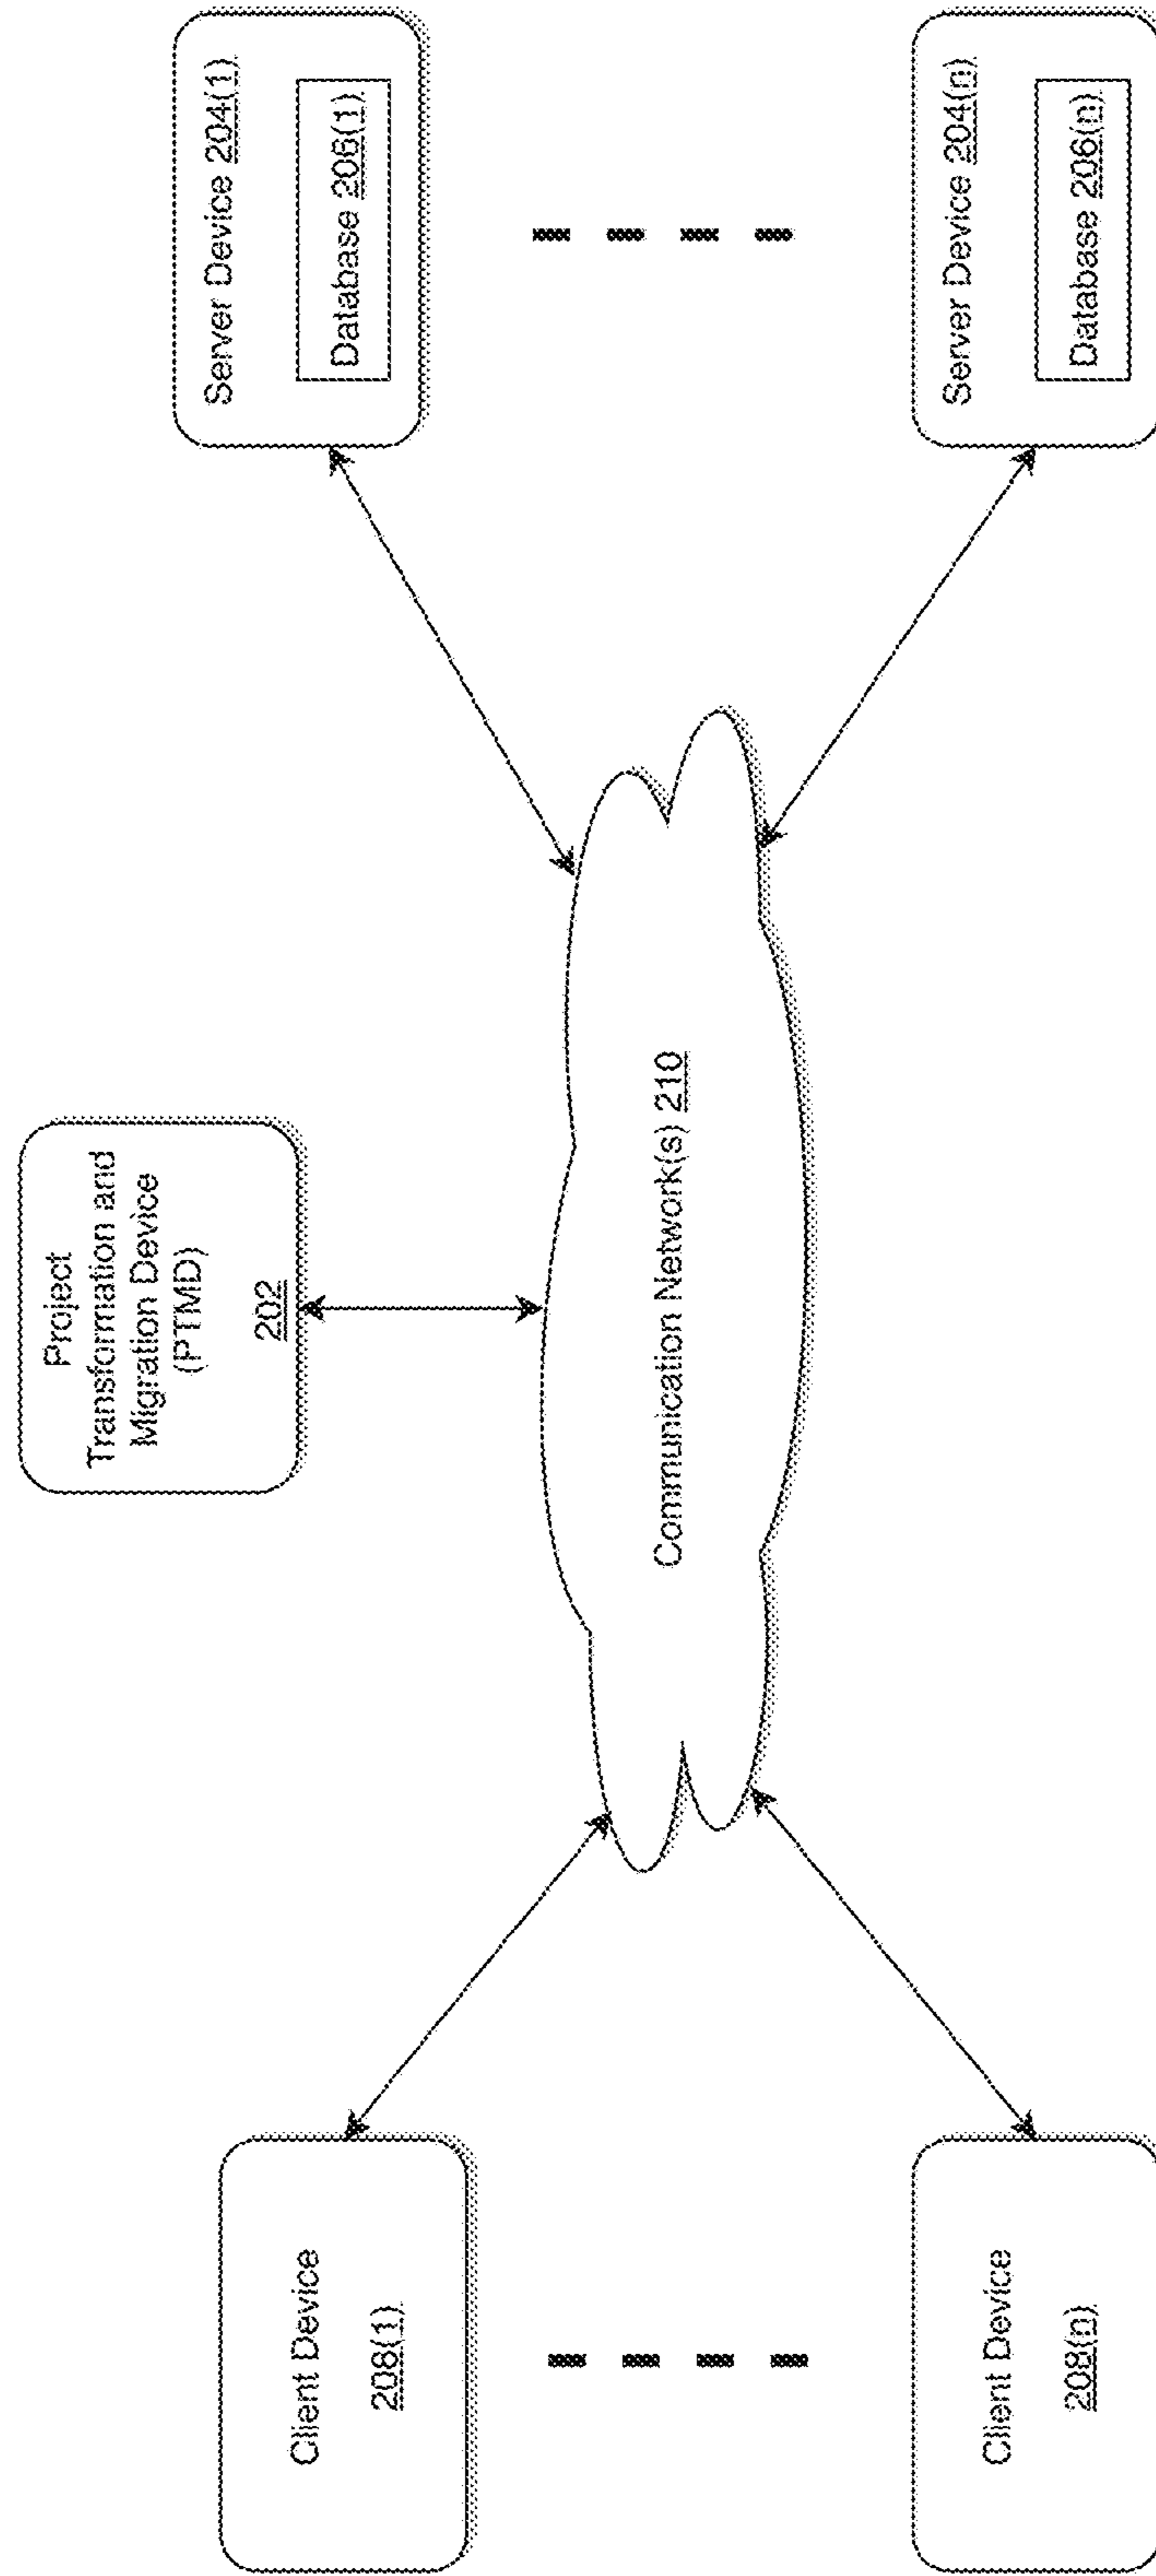 Project
Transformation and
Migration Device
(PTMD)
202
Client Device
208(1)
Client Device
208(n)
Communication Network(s) 210
Server Device 204(1)
Database 206(1)
Server Device 204(n)
Database 206(n)